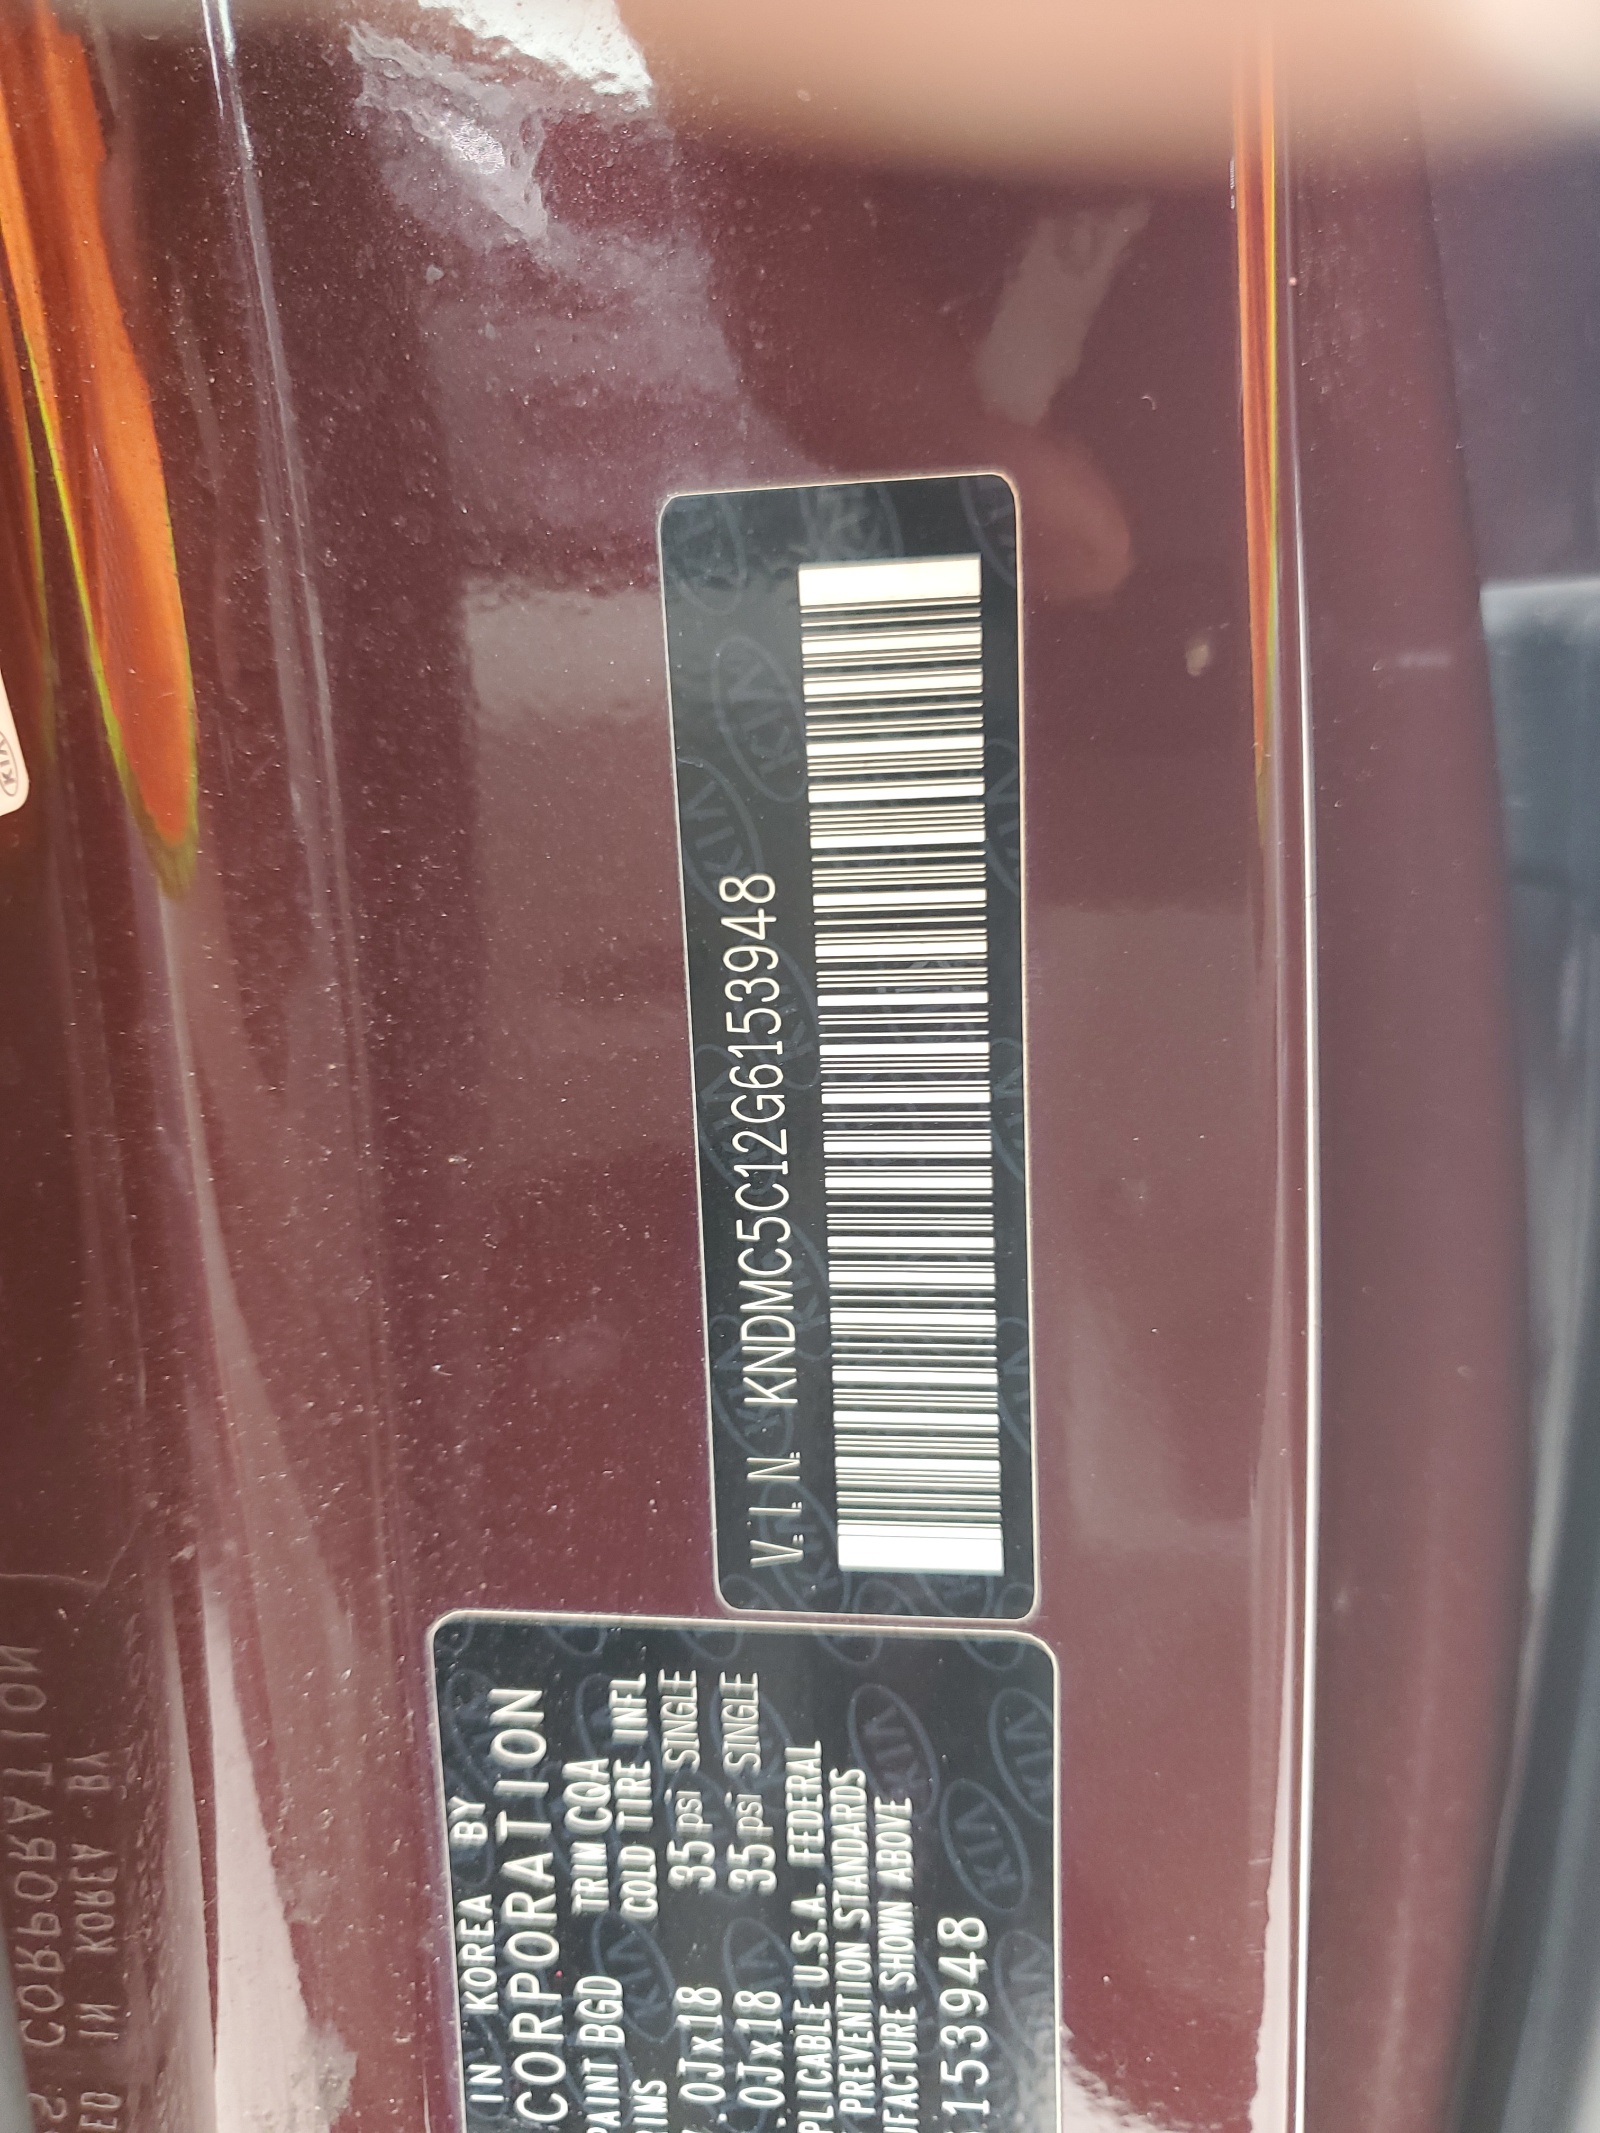 V.I.N. KNDMC5C12G6153948
IN KOREA BY
CORPORATION
PAINT BGD TRIM CQA
RIMS COLD TIRE INFL
.0Jx18 35psi SINGLE
.0Jx18 35psi SINGLE
PLICABLE U.S.A. FEDERAL
PREVENTION STANDARDS
UFACTURE SHOWN ABOVE
153948
KIA